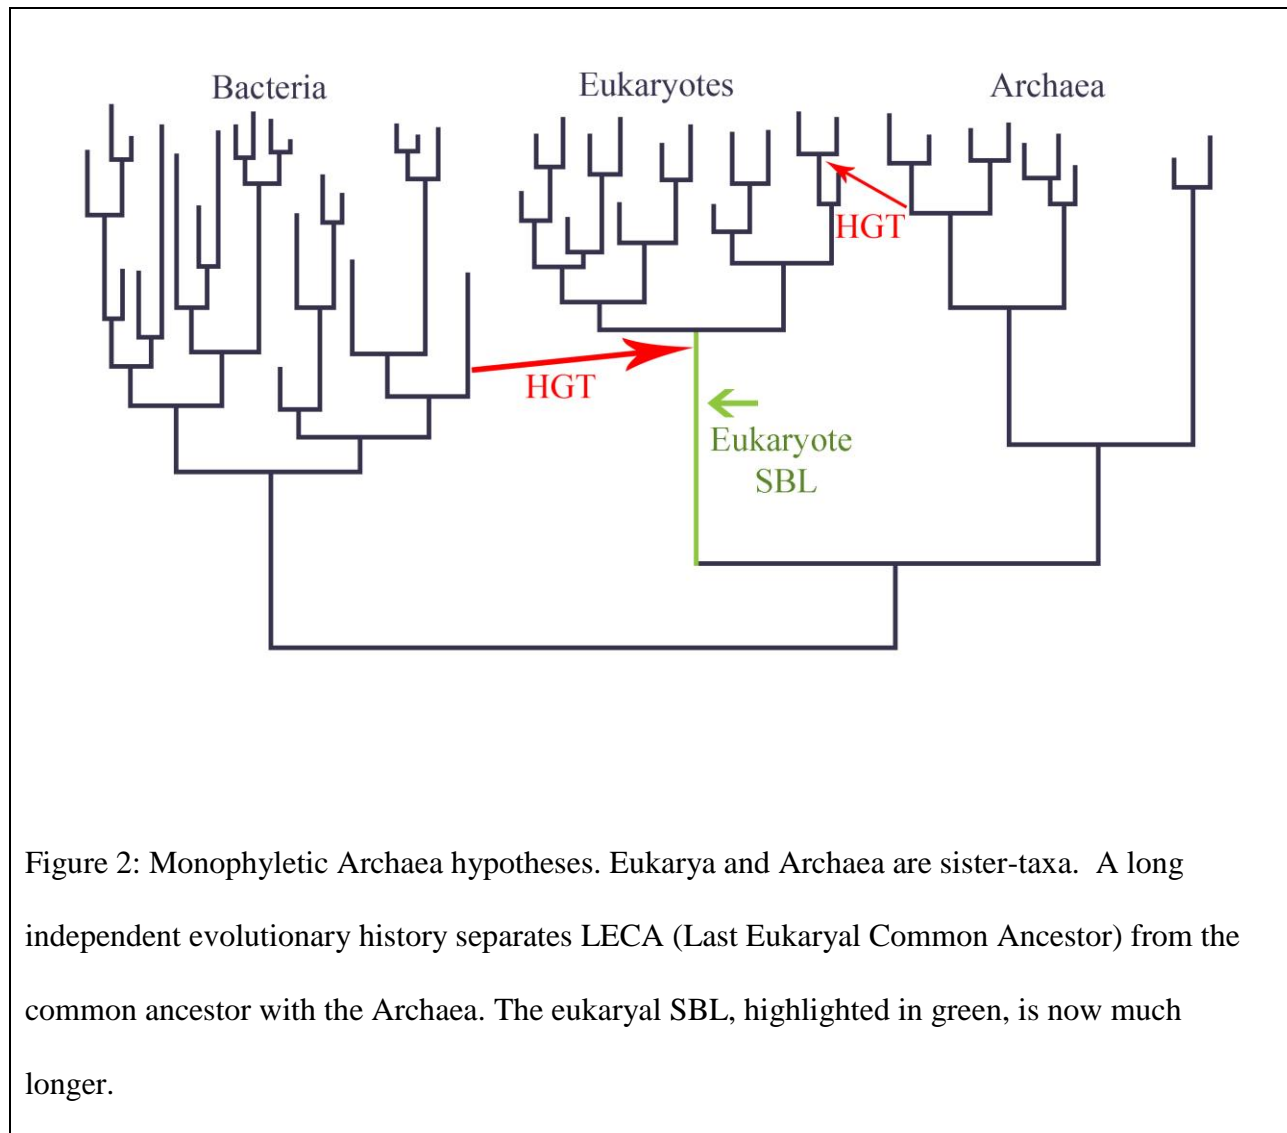 Bacteria
Eukaryotes
Archaea
HGT
HGT
Eukaryote
SBL
Figure 2: Monophyletic Archaea hypotheses. Eukarya and Archaea are sister-taxa.  A long
independent evolutionary history separates LECA (Last Eukaryal Common Ancestor) from the
common ancestor with the Archaea. The eukaryal SBL, highlighted in green, is now much
longer.